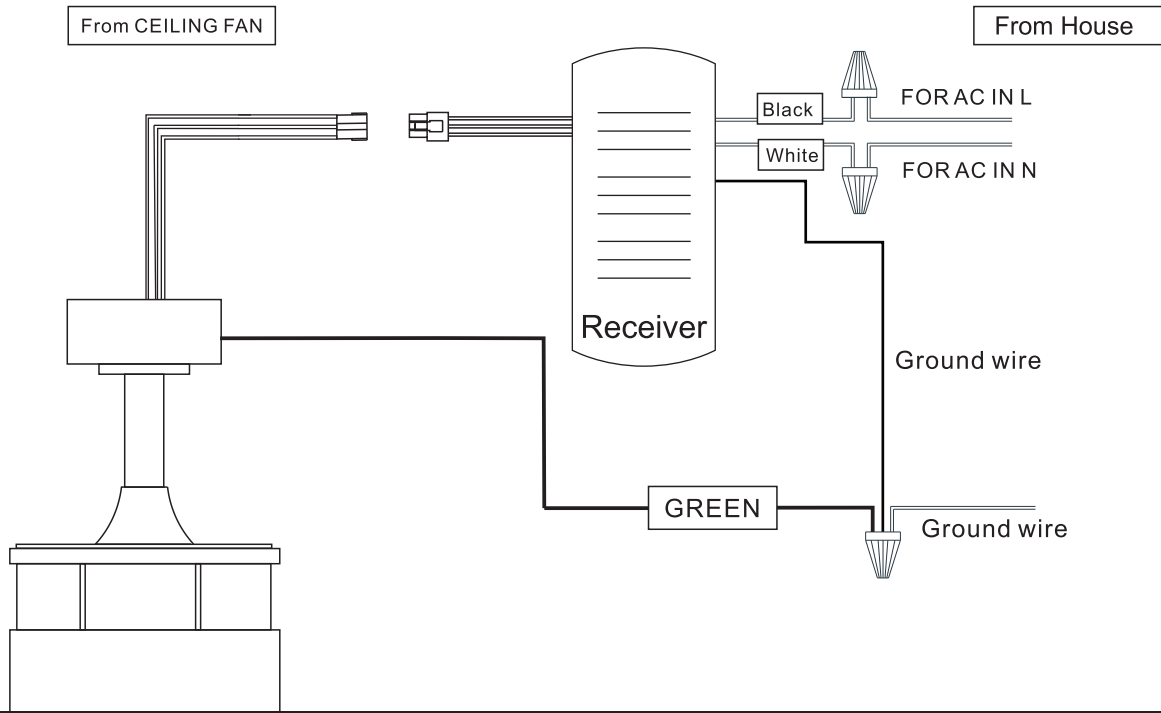 From CEILING FAN
From House
Black
FOR AC IN L
White
FOR AC IN N
Receiver
Ground wire
GREEN
Ground wire